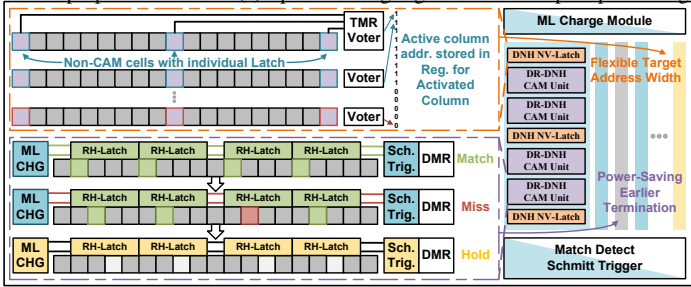 TMR
Voter
Non-CAM cells with individual Latch
Voter
Voter
1
1
1
1
1
1
0
0
0
0
Active column
addr. stored in
Reg. for
Activated
Column
ML
CHG
RH-Latch
RH-Latch
RH-Latch
RH-Latch
Sch.
Trig.
DMR
Match
ML
CHG
RH-Latch
RH-Latch
RH-Latch
RH-Latch
Sch.
Trig.
DMR
Miss
ML
CHG
RH-Latch
RH-Latch
RH-Latch
RH-Latch
Sch.
Trig.
DMR
Hold
ML Charge Module
DNH NV-Latch
DR-DNH
CAM Unit
DR-DNH
CAM Unit
DNH NV-Latch
DR-DNH
CAM Unit
DR-DNH
CAM Unit
DNH NV-Latch
Flexible Target
Address Width
Power-Saving
Earlier
Termination
Match Detect
Schmitt Trigger